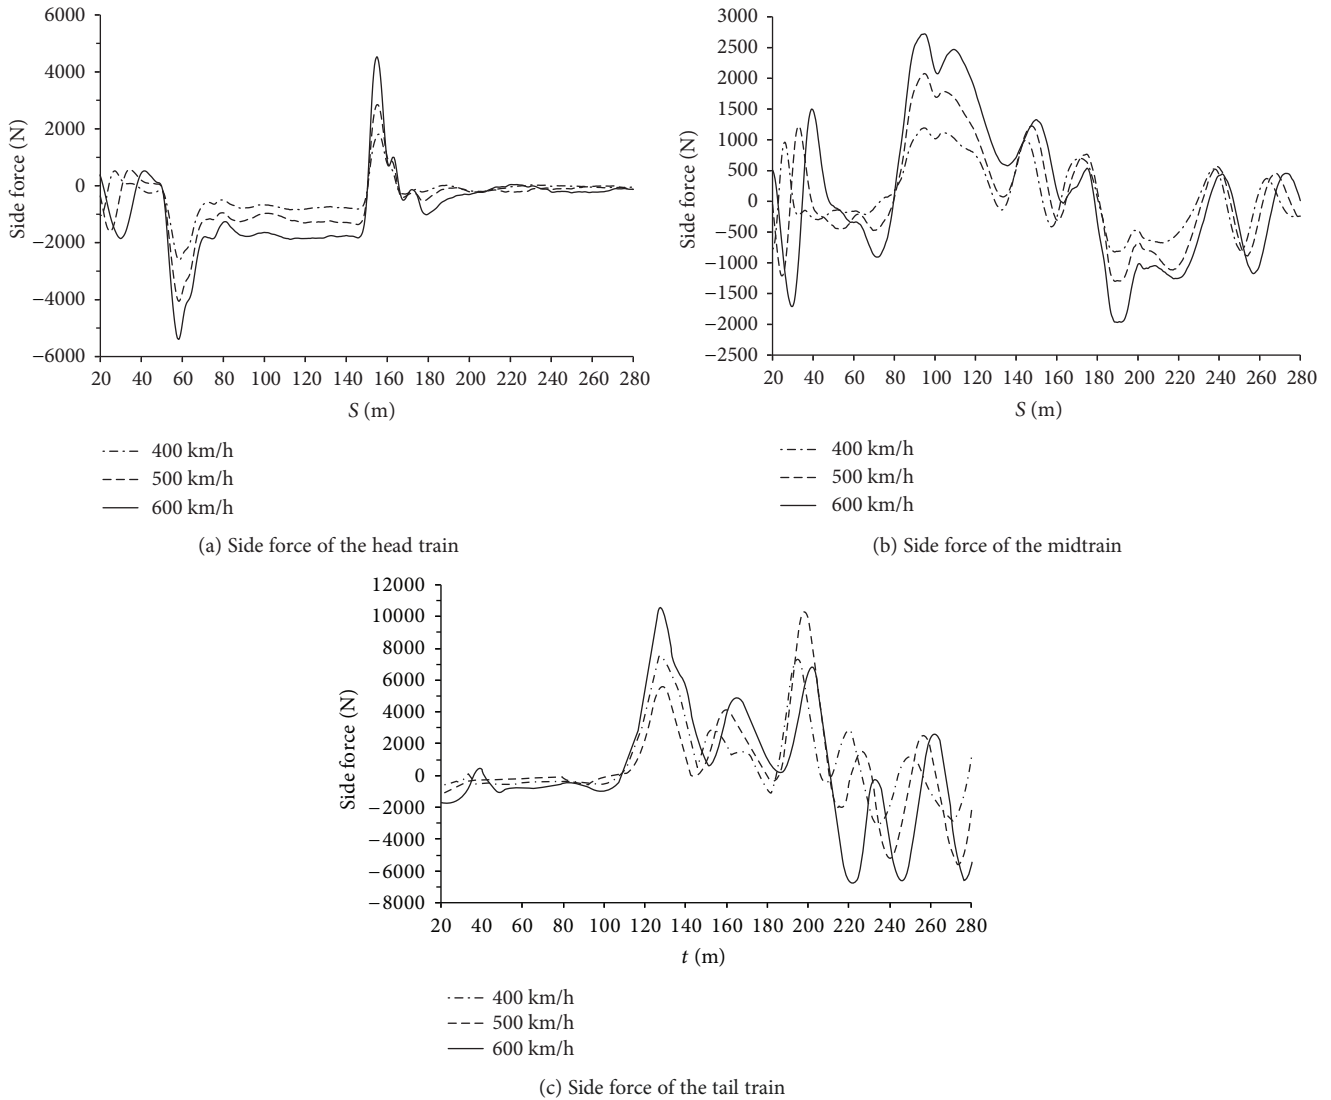 6000
4000
2000
0
−2000
−4000
−6000
Side force (N)
20 40 60 80 100 120 140 160 180 200 220 240 260 280
S (m)
400 km/h
500 km/h
600 km/h
(a) Side force of the head train
3000
2500
2000
1500
1000
500
0
−500
−1000
−1500
−2000
−2500
Side force (N)
20 40 60 80 100 120 140 160 180 200 220 240 260 280
S (m)
400 km/h
500 km/h
600 km/h
(b) Side force of the midtrain
12000
10000
8000
6000
4000
2000
0
−2000
−4000
−6000
−8000
Side force (N)
20 40 60 80 100 120 140 160 180 200 220 240 260 280
t (m)
400 km/h
500 km/h
600 km/h
(c) Side force of the tail train